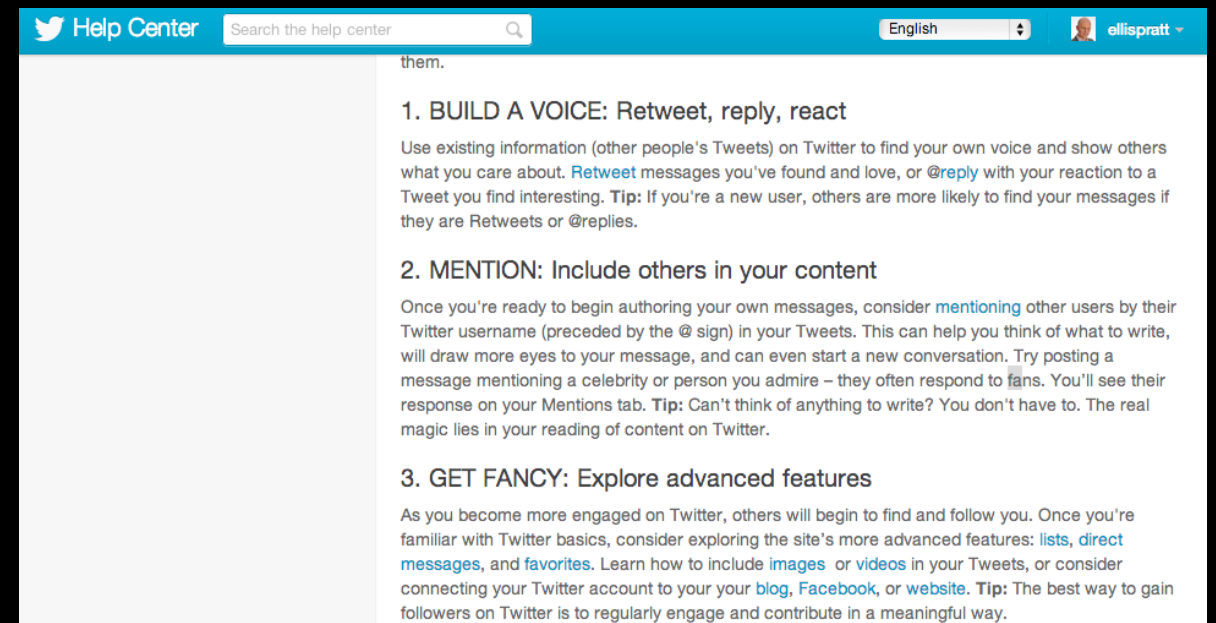 Help Center
Search the help center
English
ellispratt
them.
1. BUILD A VOICE: Retweet, reply, react
Use existing information (other people's Tweets) on Twitter to find your own voice and show others
what you care about. Retweet messages you've found and love, or @reply with your reaction to a
Tweet you find interesting. Tip: If you're a new user, others are more likely to find your messages if
they are Retweets or @replies.
2. MENTION: Include others in your content
Once you're ready to begin authoring your own messages, consider mentioning other users by their
Twitter username (preceded by the @ sign) in your Tweets. This can help you think of what to write,
will draw more eyes to your message, and can even start a new conversation. Try posting a
message mentioning a celebrity or person you admire – they often respond to fans. You’ll see their
response on your Mentions tab. Tip: Can’t think of anything to write? You don't have to. The real
magic lies in your reading of content on Twitter.
3. GET FANCY: Explore advanced features
As you become more engaged on Twitter, others will begin to find and follow you. Once you're
familiar with Twitter basics, consider exploring the site’s more advanced features: lists, direct
messages, and favorites. Learn how to include images or videos in your Tweets, or consider
connecting your Twitter account to your your blog, Facebook, or website. Tip: The best way to gain
followers on Twitter is to regularly engage and contribute in a meaningful way.